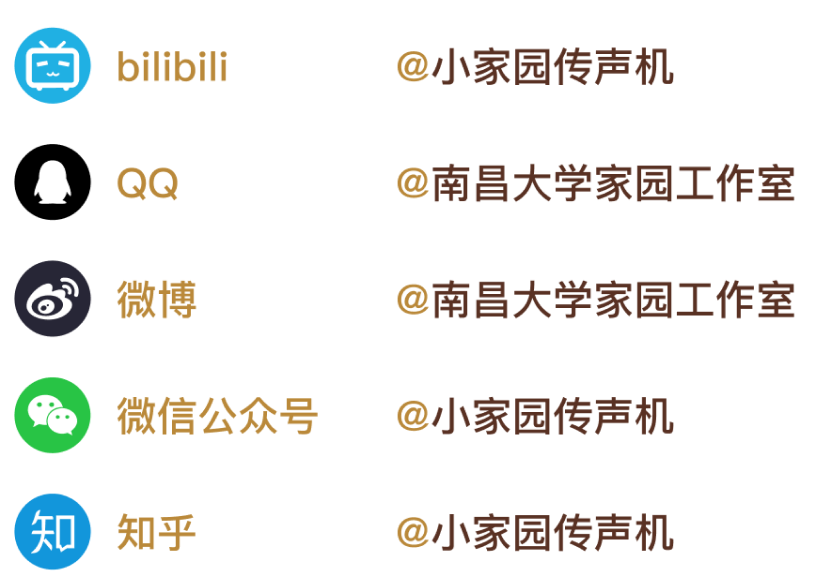 bilibili @小家园传声机
QQ @南昌大学家园工作室
微博 @南昌大学家园工作室
微信公众号 @小家园传声机
知 知乎 @小家园传声机